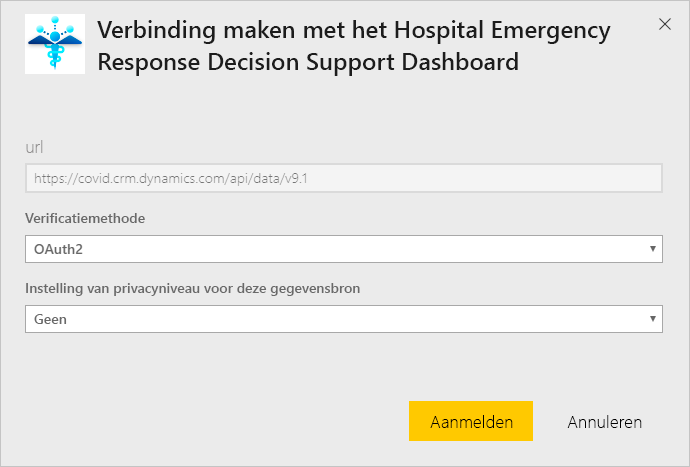 Verbinding maken met het Hospital Emergency
Response Decision Support Dashboard
url
https://covid.crm.dynamics.com/api/data/v9.1
Verificatiemethode
OAuth2
Instelling van privacyniveau voor deze gegevensbron
Geen
Aanmelden Annuleren